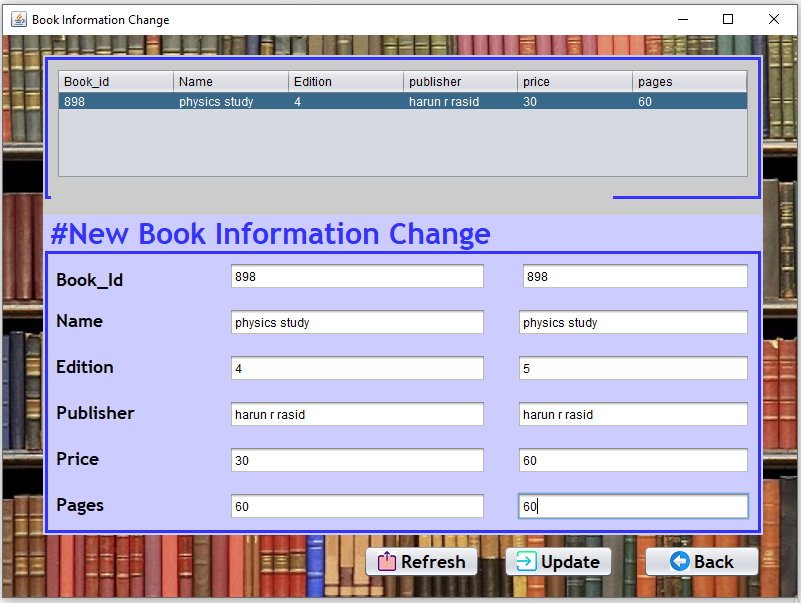 Book Information Change
Book_id Name Edition publisher price pages
898 physics study 4 harun r rasid 30 60
#New Book Information Change
Book_Id 898 898
Name physics study physics study
Edition 4 5
Publisher harun r rasid harun r rasid
Price 30 60
Pages 60 60
Refresh Update Back